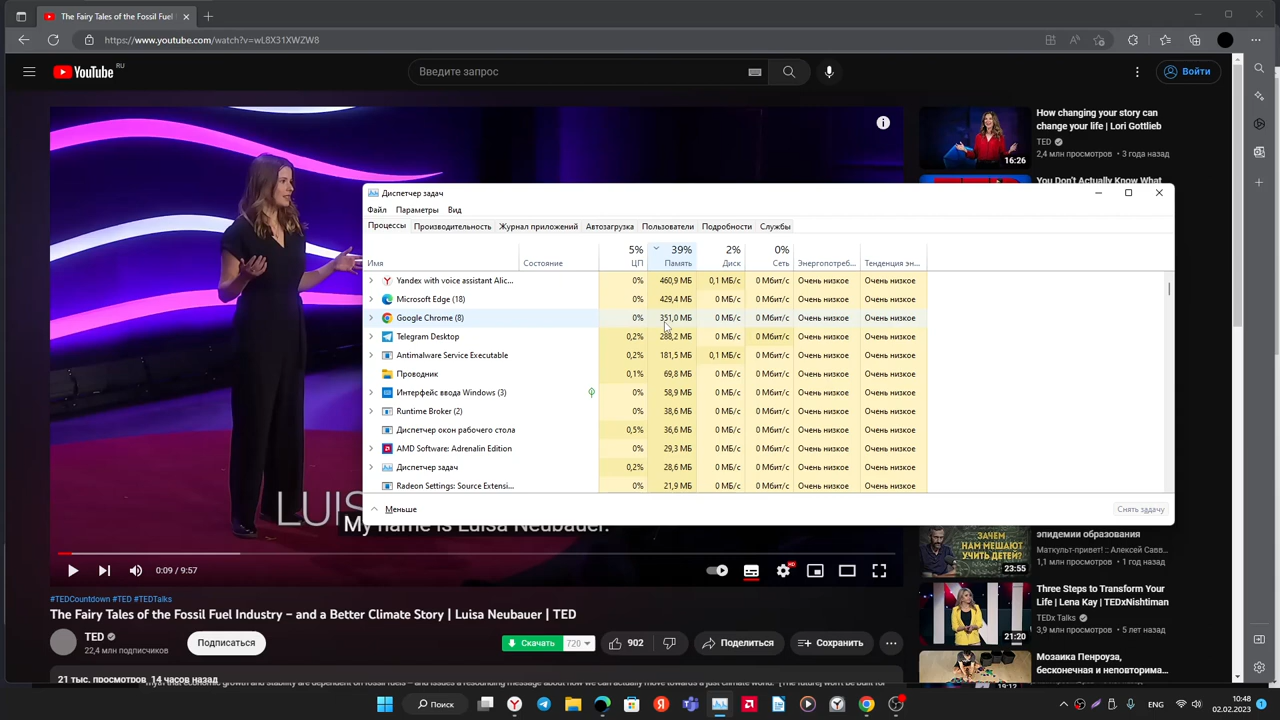 The Fairy Tales of the Fossil Fuel
https://www.youtube.com/watch?v=wL8X31XWZW8
YouTube RU
Введите запрос
Войти
How changing your story can
change your life | Lori Gottlieb
TED
2,4 млн просмотров • 3 года назад
16:26
You Don't Actually Know What
Диспетчер задач
Файл Параметры Вид
Процессы Производительность Журнал приложений Автозагрузка Пользователи Подробности Службы
5% 39% 2% 0%
Имя Состояние ЦП Память Диск Сеть Энергопотреб... Тенденция эн...
Yandex with voice assistant Alic... 0% 460,9 МБ 0,1 МБ/с 0 Мбит/с Очень низкое Очень низкое
Microsoft Edge (18) 0% 429,4 МБ 0 МБ/с 0 Мбит/с Очень низкое Очень низкое
Google Chrome (8) 0% 351,0 МБ 0 МБ/с 0 Мбит/с Очень низкое Очень низкое
Telegram Desktop 0,2% 288,2 МБ 0 МБ/с 0 Мбит/с Очень низкое Очень низкое
Antimalware Service Executable 0,2% 181,5 МБ 0,1 МБ/с 0 Мбит/с Очень низкое Очень низкое
Проводник 0,1% 69,8 МБ 0 МБ/с 0 Мбит/с Очень низкое Очень низкое
Интерфейс ввода Windows (3) 0% 58,9 МБ 0 МБ/с 0 Мбит/с Очень низкое Очень низкое
Runtime Broker (2) 0% 38,6 МБ 0 МБ/с 0 Мбит/с Очень низкое Очень низкое
Диспетчер окон рабочего стола 0,5% 36,6 МБ 0 МБ/с 0 Мбит/с Очень низкое Очень низкое
AMD Software: Adrenalin Edition 0% 29,3 МБ 0 МБ/с 0 Мбит/с Очень низкое Очень низкое
Диспетчер задач 0,2% 28,6 МБ 0 МБ/с 0 Мбит/с Очень низкое Очень низкое
Radeon Settings: Source Extensi... 0% 21,9 МБ 0 МБ/с 0 Мбит/с Очень низкое Очень низкое
Меньше
Снять задачу
LUIS
My name is Luisa Neubauer.
ЗАЧЕМ
НАМ МЕШАЮТ
УЧИТЬ ДЕТЕЙ?
23:55
эпидемии образования
Маткульт-привет! :: Алексей Савв...
1,1 млн просмотров • 1 год назад
0:09 / 9:57
HD
Three Steps to Transform Your
Life | Lena Kay | TEDxNishtiman
TEDx Talks
3,9 млн просмотров • 5 лет назад
21:20
#TEDCountdown #TED #TEDTalks
The Fairy Tales of the Fossil Fuel Industry – and a Better Climate Story | Luisa Neubauer | TED
TED
22,4 млн подписчиков
Подписаться
Скачать 720
902
Поделиться
Сохранить
Мозаика Пенроуза,
бесконечная и неповторима...
19:12
21 тыс. просмотров 14 часов назад
Поиск
ENG
10:48
02.02.2023